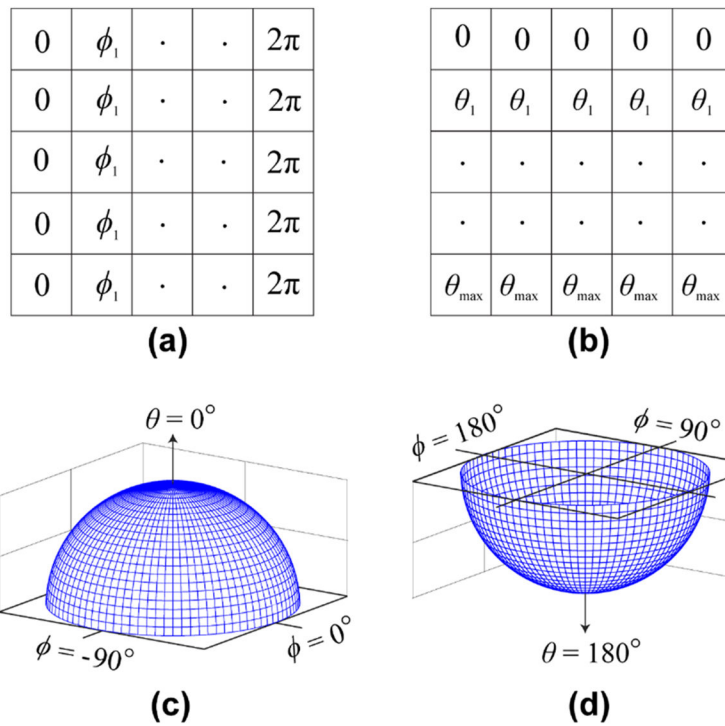 0 ϕ₁ · · 2π
0 ϕ₁ · · 2π
0 ϕ₁ · · 2π
0 ϕ₁ · · 2π
0 ϕ₁ · · 2π
(a)
0 0 0 0 0
θ₁ θ₁ θ₁ θ₁ θ₁
· · · · ·
· · · · ·
θmax θmax θmax θmax θmax
(b)
θ = 0°
ϕ = -90°
ϕ = 0°
(c)
ϕ = 180°
ϕ = 90°
θ = 180°
(d)